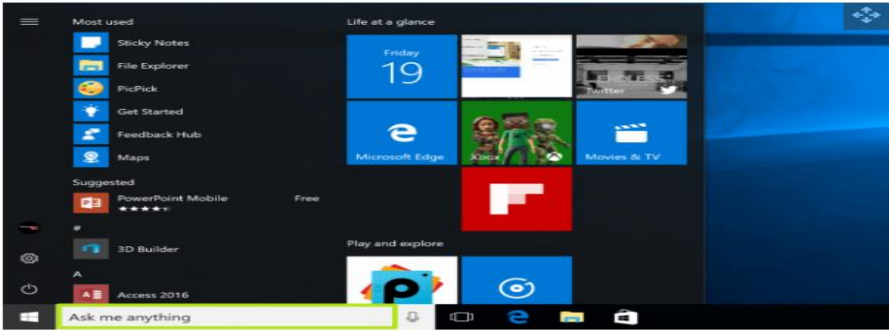 Most used
Sticky Notes
File Explorer
PicPick
Get Started
Feedback Hub
Maps
Suggested
PowerPoint Mobile Free
#
3D Builder
A
Access 2016
Life at a glance
Friday
19
ENDLESS
Twitter
Microsoft Edge
Xbox
Movies & TV
Play and explore
Ask me anything